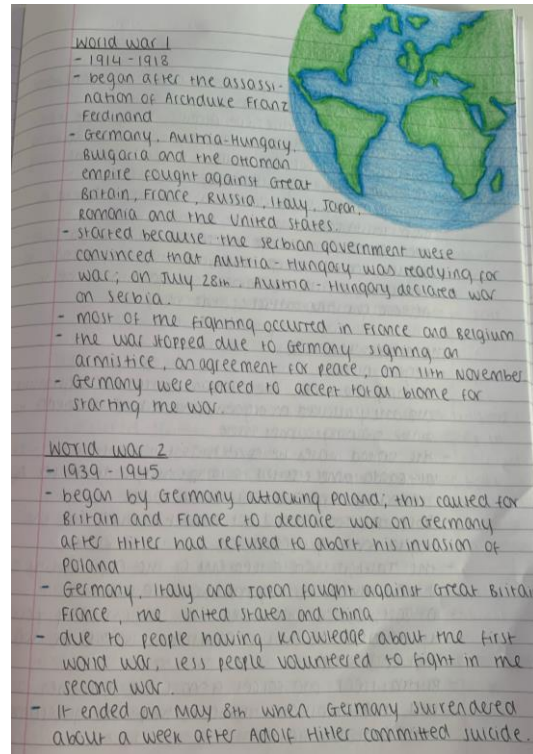 World War 1
- 1914 - 1918
- began after the assassi-
nation of Archduke Franz
Ferdinand
- Germany, Austria-Hungary,
Bulgaria and the Ottoman
empire fought against Great
Britain, France, Russia, Italy, Japan,
Romania and the United States.
- started because the serbian government were
convinced that Austria-Hungary was readying for
war; on July 28th, Austria-Hungary declared war
on Serbia.
- most of the fighting occurred in France and Belgium
- the war stopped due to Germany signing an
armistice, an agreement for peace, on 11th November
- Germany were forced to accept total blame for
starting the war.
World War 2
- 1939 - 1945
- began by Germany attacking Poland; this caused for
Britain and France to declare war on Germany
after Hitler had refused to abort his invasion of
Poland
- Germany, Italy and Japan fought against Great Britai
France, the United States and China
- due to people having knowledge about the first
world war, less people volunteered to fight in the
second war.
- It ended on May 8th when Germany surrendered
about a week after Adolf Hitler committed suicide.